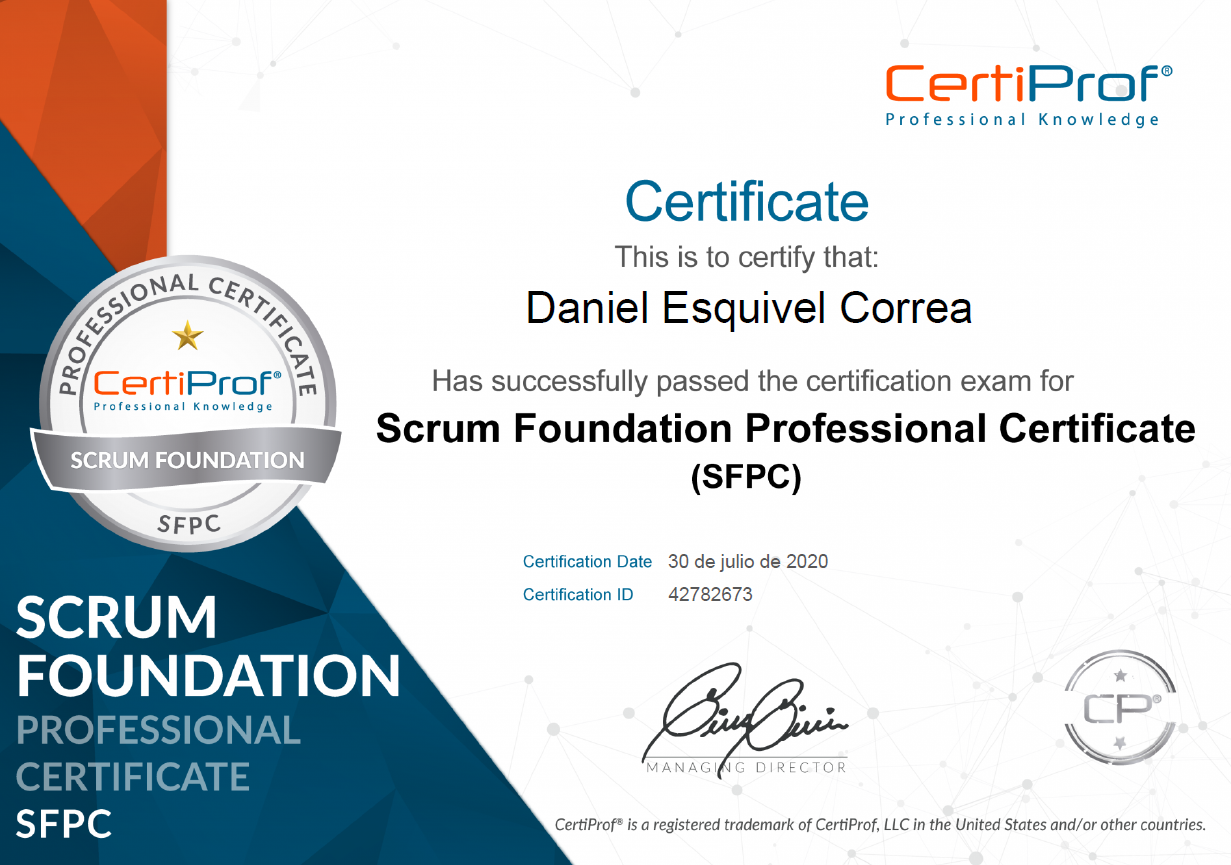 CertiProf®
Professional Knowledge
Certificate
This is to certify that:
Daniel Esquivel Correa
Has successfully passed the certification exam for
Scrum Foundation Professional Certificate
(SFPC)
PROFESSIONAL CERTIFICATE
CertiProf®
Professional Knowledge
SCRUM FOUNDATION
SFPC
Certification Date 30 de julio de 2020
Certification ID 42782673
SCRUM
FOUNDATION
PROFESSIONAL
CERTIFICATE
SFPC
MANAGING DIRECTOR
CP®
CertiProf® is a registered trademark of CertiProf, LLC in the United States and/or other countries.